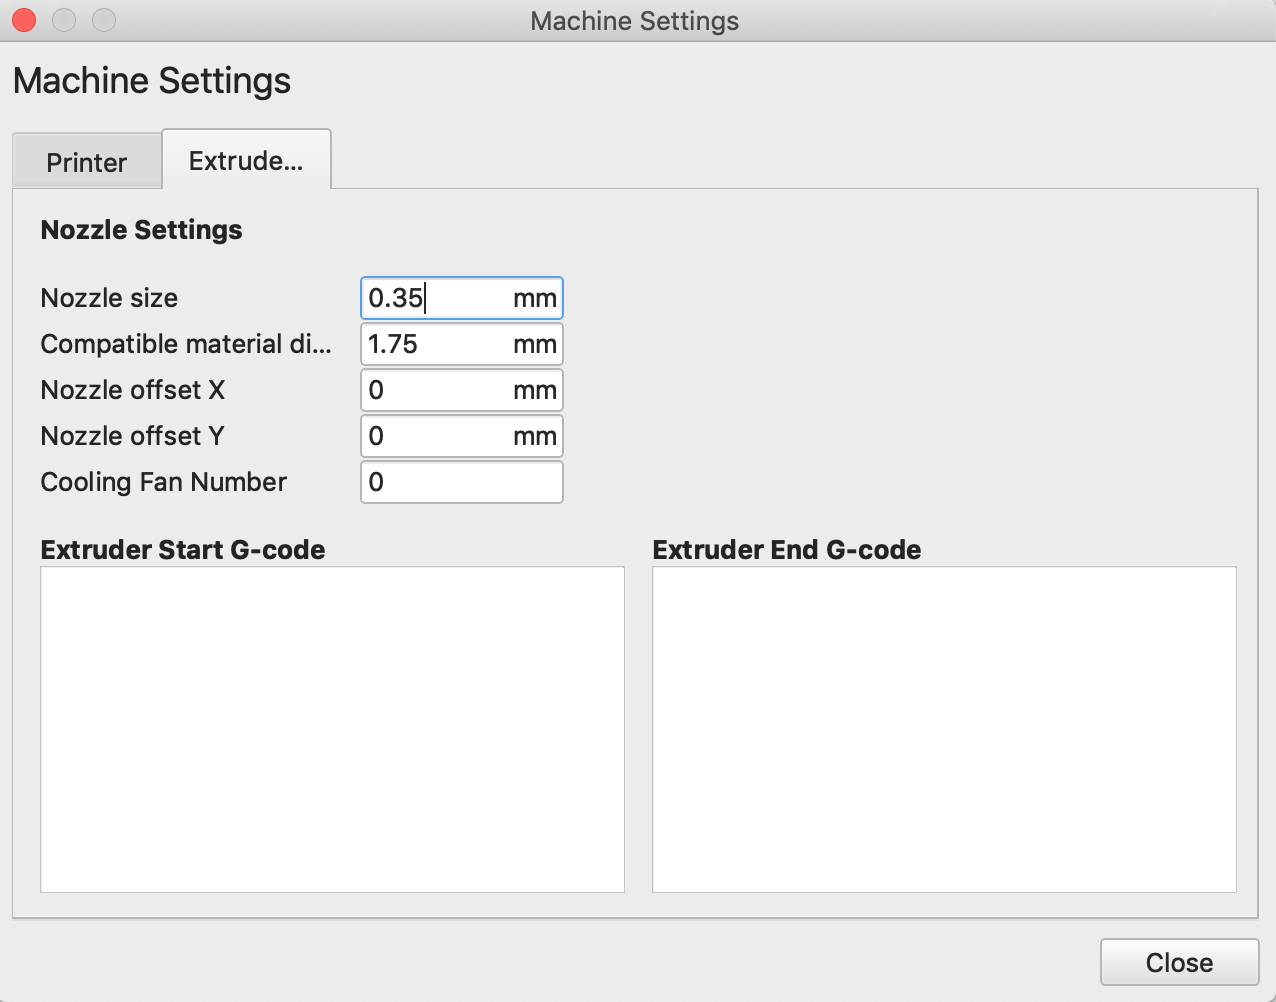 Machine Settings
Machine Settings
Printer
Extrude...
Nozzle Settings
Nozzle size 0.35 mm
Compatible material di... 1.75 mm
Nozzle offset X 0 mm
Nozzle offset Y 0 mm
Cooling Fan Number 0
Extruder Start G-code
Extruder End G-code
Close